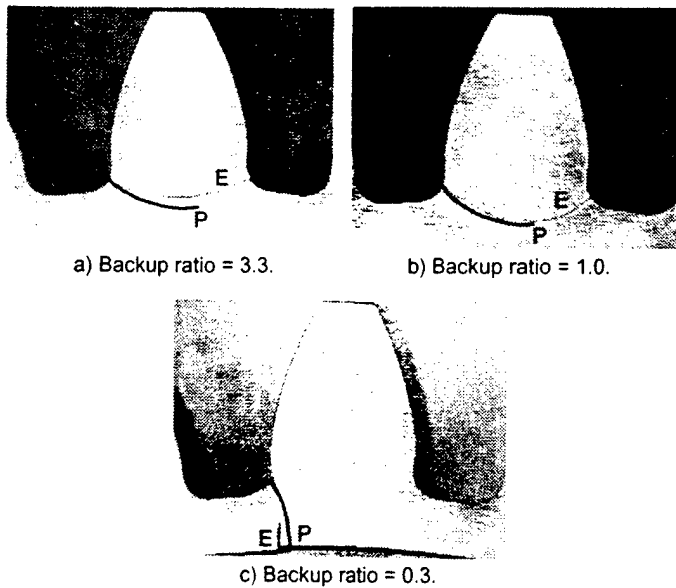 E
P
E
P
a) Backup ratio = 3.3.
b) Backup ratio = 1.0.
E P
c) Backup ratio = 0.3.